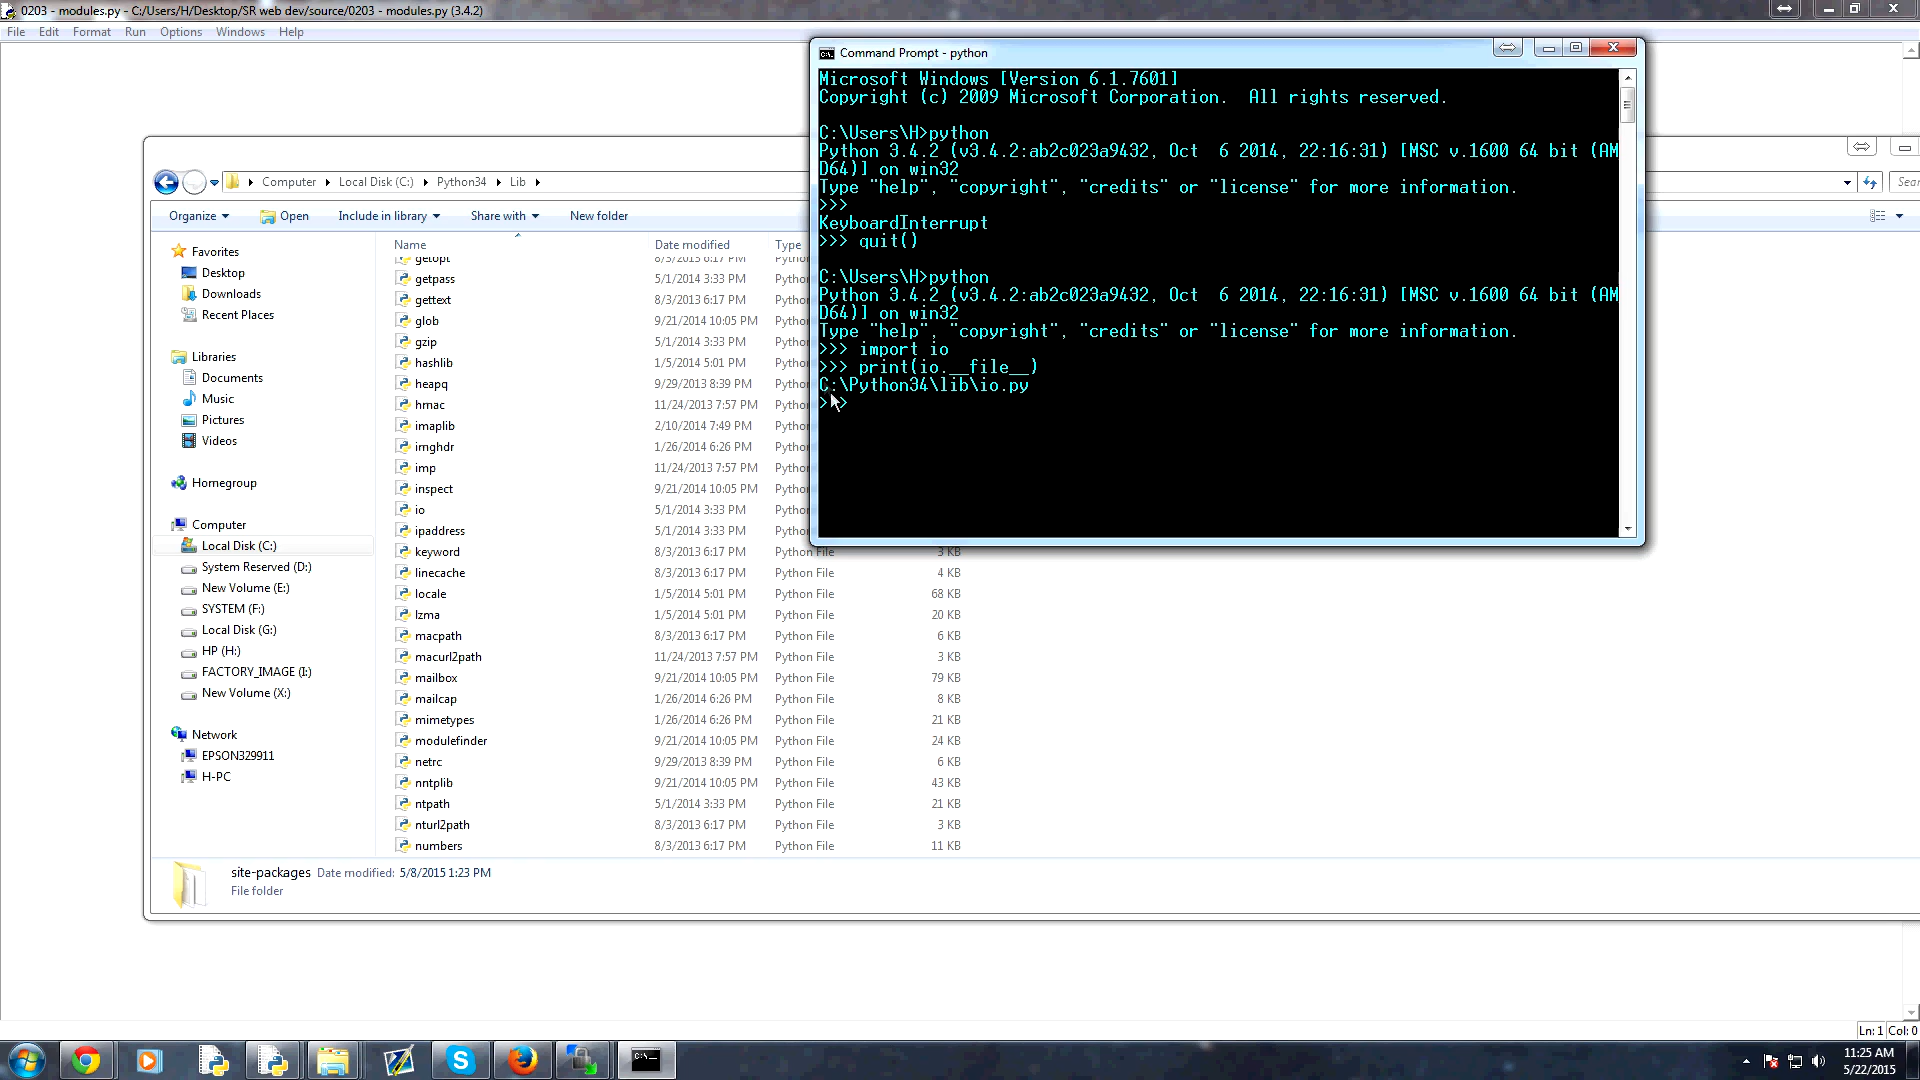 0203 - modules.py - C:/Users/H/Desktop/SR web dev/source/0203 - modules.py (3.4.2)
File Edit Format Run Options Windows Help
Command Prompt - python
Microsoft Windows [Version 6.1.7601]
Copyright (c) 2009 Microsoft Corporation.  All rights reserved.
C:\Users\H>python
Python 3.4.2 (v3.4.2:ab2c023a9432, Oct  6 2014, 22:16:31) [MSC v.1600 64 bit (AM
D64)] on win32
Type "help", "copyright", "credits" or "license" for more information.
>>>
KeyboardInterrupt
>>> quit()
C:\Users\H>python
Python 3.4.2 (v3.4.2:ab2c023a9432, Oct  6 2014, 22:16:31) [MSC v.1600 64 bit (AM
D64)] on win32
Type "help", "copyright", "credits" or "license" for more information.
>>> import io
>>> print(io.__file__)
C:\Python34\lib\io.py
>>>
Computer Local Disk (C:) Python34 Lib
Organize Open Include in library Share with New folder
Favorites
Desktop
Downloads
Recent Places
Libraries
Documents
Music
Pictures
Videos
Homegroup
Computer
Local Disk (C:)
System Reserved (D:)
New Volume (E:)
SYSTEM (F:)
Local Disk (G:)
HP (H:)
FACTORY_IMAGE (I:)
New Volume (X:)
Network
EPSON329911
H-PC
Name Date modified Type
getopt 8/3/2013 6:17 PM
getpass 5/1/2014 3:33 PM
gettext 8/3/2013 6:17 PM
glob 9/21/2014 10:05 PM
gzip 5/1/2014 3:33 PM
hashlib 1/5/2014 5:01 PM
heapq 9/29/2013 8:39 PM
hmac 11/24/2013 7:57 PM
imaplib 2/10/2014 7:49 PM
imghdr 1/26/2014 6:26 PM
imp 11/24/2013 7:57 PM
inspect 9/21/2014 10:05 PM
io 5/1/2014 3:33 PM
ipaddress 5/1/2014 3:33 PM
keyword 8/3/2013 6:17 PM Python File 3 KB
linecache 8/3/2013 6:17 PM Python File 4 KB
locale 1/5/2014 5:01 PM Python File 68 KB
lzma 1/5/2014 5:01 PM Python File 20 KB
macpath 8/3/2013 6:17 PM Python File 6 KB
macurl2path 11/24/2013 7:57 PM Python File 3 KB
mailbox 9/21/2014 10:05 PM Python File 79 KB
mailcap 1/26/2014 6:26 PM Python File 8 KB
mimetypes 1/26/2014 6:26 PM Python File 21 KB
modulefinder 9/21/2014 10:05 PM Python File 24 KB
netrc 9/29/2013 8:39 PM Python File 6 KB
nntplib 9/21/2014 10:05 PM Python File 43 KB
ntpath 5/1/2014 3:33 PM Python File 21 KB
nturl2path 8/3/2013 6:17 PM Python File 3 KB
numbers 8/3/2013 6:17 PM Python File 11 KB
site-packages Date modified: 5/8/2015 1:23 PM
File folder
Ln: 1 Col: 0
11:25 AM
5/22/2015